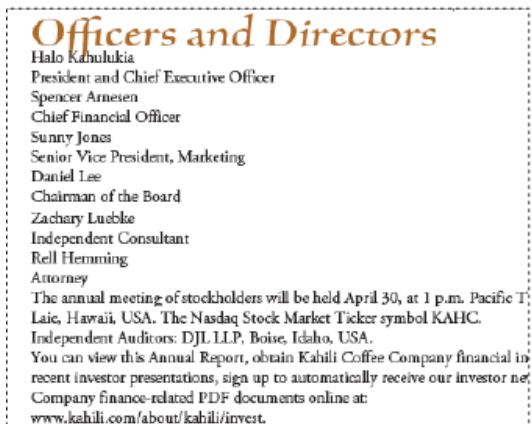 Officers and Directors
Halo Kahulukia
President and Chief Executive Officer
Spencer Arnesen
Chief Financial Officer
Sunny Jones
Senior Vice President, Marketing
Daniel Lee
Chairman of the Board
Zachary Luebke
Independent Consultant
Rell Hemming
Attorney
The annual meeting of stockholders will be held April 30, at 1 p.m. Pacific T
Laie, Hawaii, USA. The Nasdaq Stock Market Ticker symbol KAHC.
Independent Auditors: DJL LLP, Boise, Idaho, USA.
You can view this Annual Report, obtain Kahili Coffee Company financial in
recent investor presentations, sign up to automatically receive our investor ne
Company finance-related PDF documents online at:
www.kahili.com/about/kahili/invest.